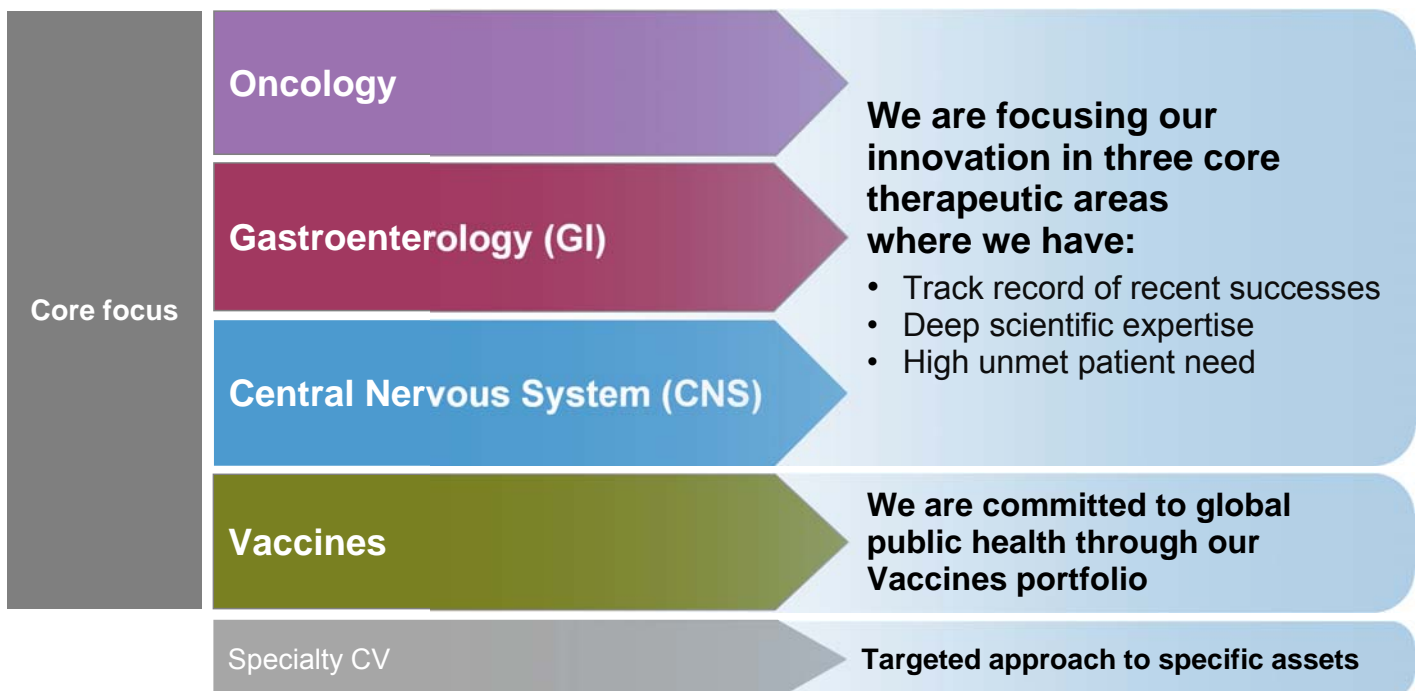 Core focus
Oncology
Gastroenterology (GI)
Central Nervous System (CNS)
We are focusing our
innovation in three core
therapeutic areas
where we have:
• Track record of recent successes
• Deep scientific expertise
• High unmet patient need
Vaccines
We are committed to global
public health through our
Vaccines portfolio
Specialty CV
Targeted approach to specific assets